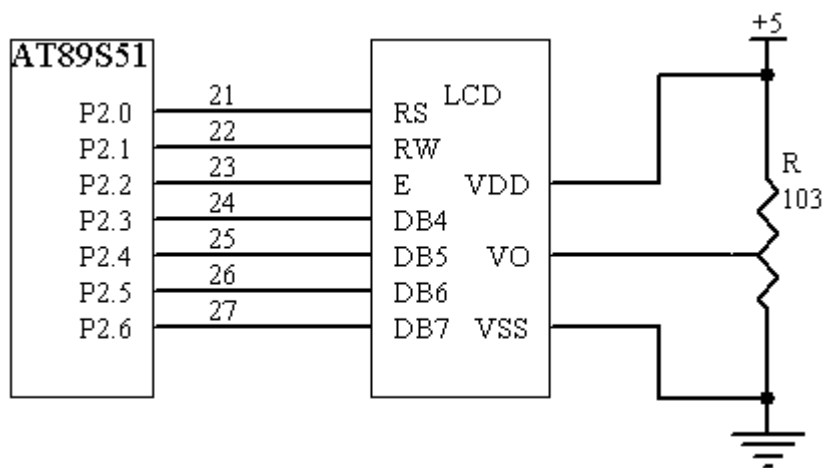 +5
AT89S51
LCD
P2.0 21 RS
P2.1 22 RW
P2.2 23 E VDD
P2.3 24 DB4
P2.4 25 DB5 VO
P2.5 26 DB6
P2.6 27 DB7 VSS
R
103